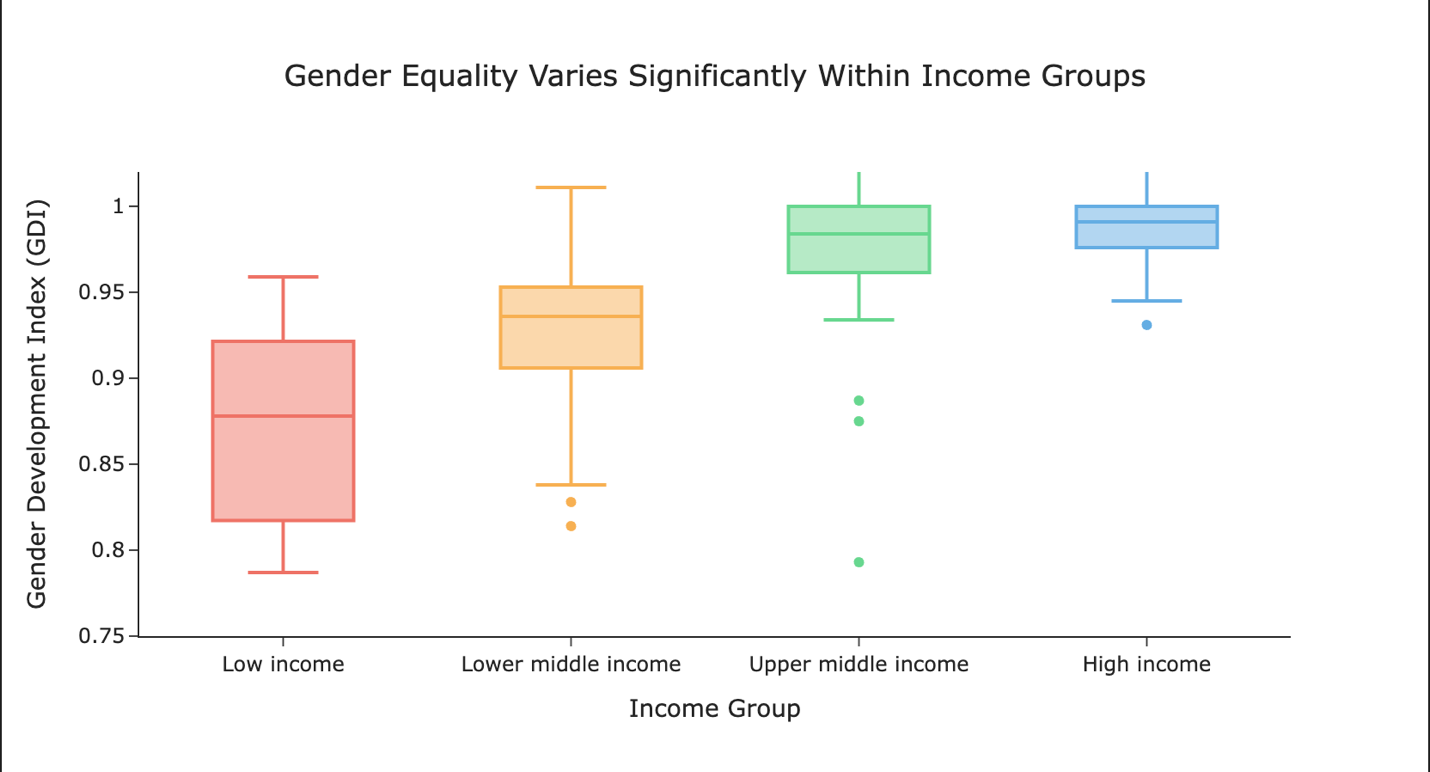 Gender Equality Varies Significantly Within Income Groups
Gender Development Index (GDI)
1
0.95
0.9
0.85
0.8
0.75
Low income
Lower middle income
Upper middle income
High income
Income Group